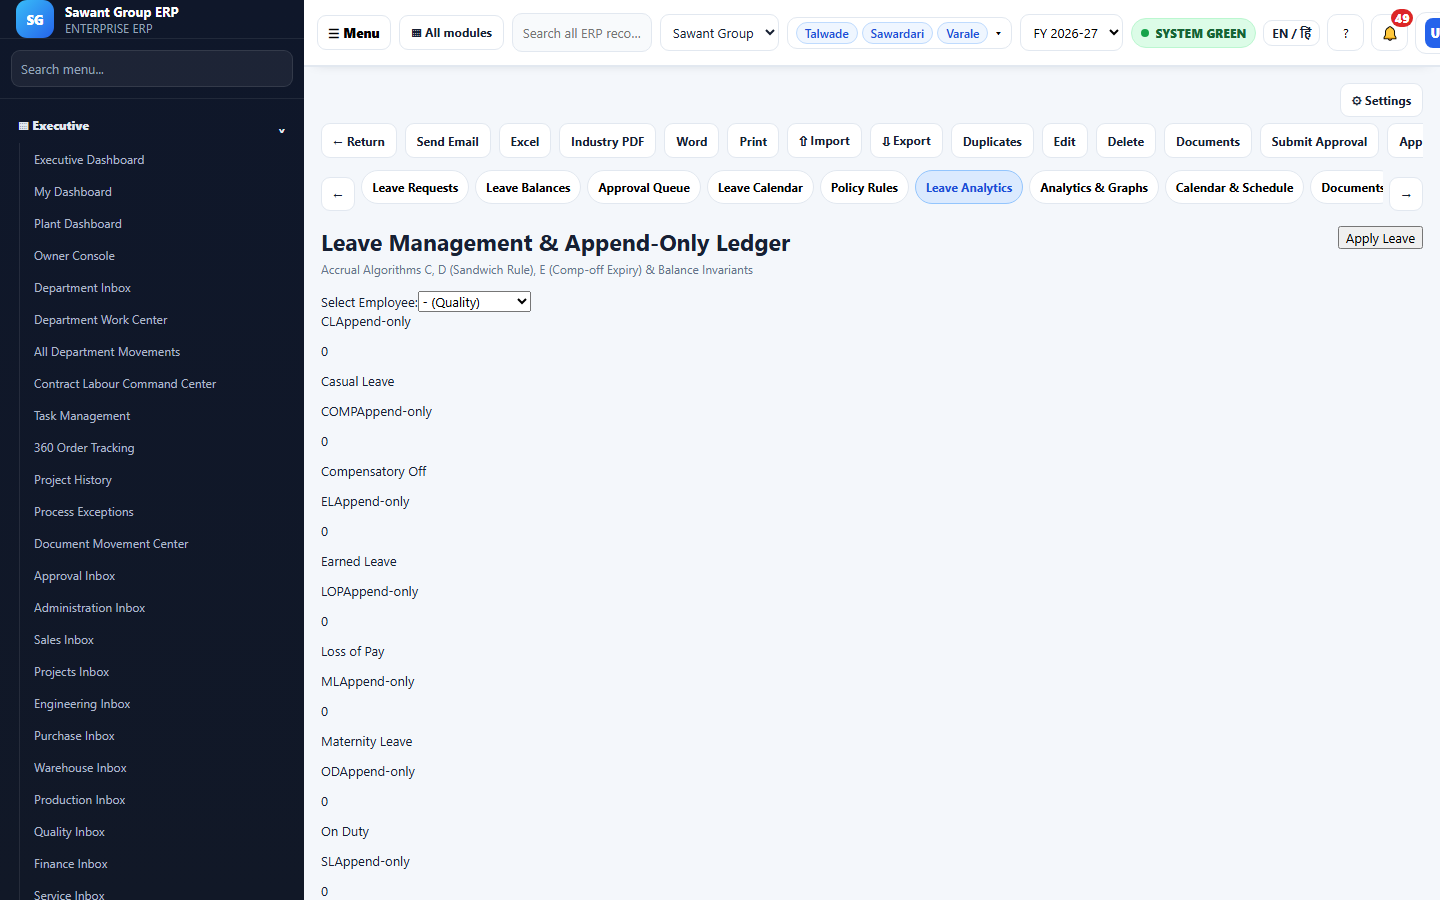 SG
Sawant Group ERP
ENTERPRISE ERP
Search menu...
Executive
Executive Dashboard
My Dashboard
Plant Dashboard
Owner Console
Department Inbox
Department Work Center
All Department Movements
Contract Labour Command Center
Task Management
360 Order Tracking
Project History
Process Exceptions
Document Movement Center
Approval Inbox
Administration Inbox
Sales Inbox
Projects Inbox
Engineering Inbox
Purchase Inbox
Warehouse Inbox
Production Inbox
Quality Inbox
Finance Inbox
Service Inbox
☰ Menu
All modules
Search all ERP reco...
Sawant Group
Talwade
Sawardari
Varale
FY 2026-27
SYSTEM GREEN
EN / हिं
?
49
U
⚙ Settings
← Return
Send Email
Excel
Industry PDF
Word
Print
⇧ Import
⇩ Export
Duplicates
Edit
Delete
Documents
Submit Approval
App
←
Leave Requests
Leave Balances
Approval Queue
Leave Calendar
Policy Rules
Leave Analytics
Analytics & Graphs
Calendar & Schedule
Documents
→
Leave Management & Append-Only Ledger
Apply Leave
Accrual Algorithms C, D (Sandwich Rule), E (Comp-off Expiry) & Balance Invariants
Select Employee: - (Quality)
CLAppend-only
0
Casual Leave
COMPAppend-only
0
Compensatory Off
ELAppend-only
0
Earned Leave
LOPAppend-only
0
Loss of Pay
MLAppend-only
0
Maternity Leave
ODAppend-only
0
On Duty
SLAppend-only
0